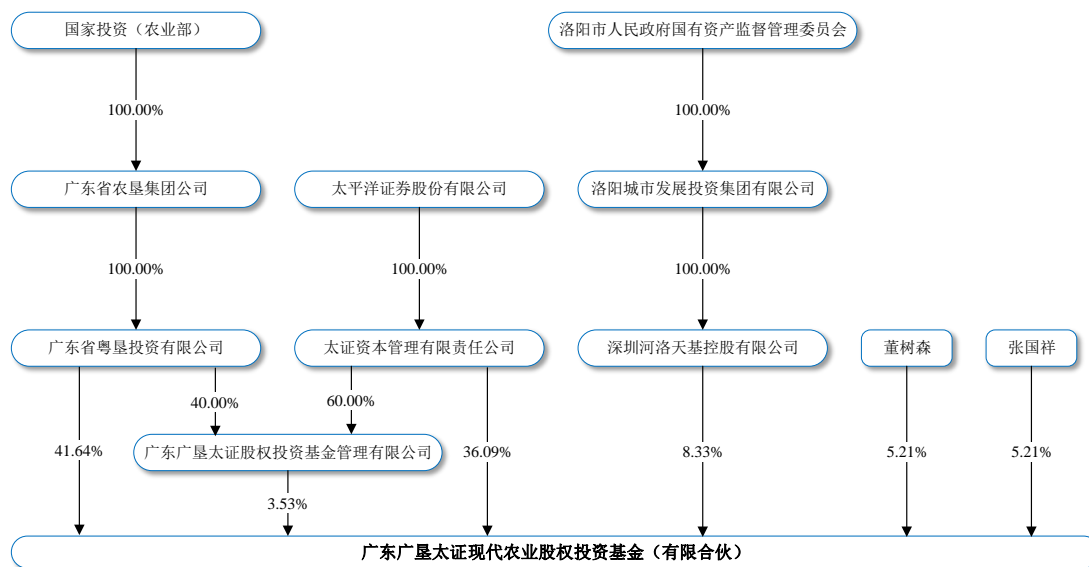 国家投资（农业部）
洛阳市人民政府国有资产监督管理委员会
100.00%
100.00%
广东省农垦集团公司
太平洋证券股份有限公司
洛阳城市发展投资集团有限公司
100.00%
100.00%
100.00%
广东省粤垦投资有限公司
太证资本管理有限责任公司
深圳河洛天基控股有限公司
董树森
张国祥
40.00%
60.00%
41.64%
广东广垦太证股权投资基金管理有限公司
36.09%
8.33%
5.21%
5.21%
3.53%
广东广垦太证现代农业股权投资基金（有限合伙）